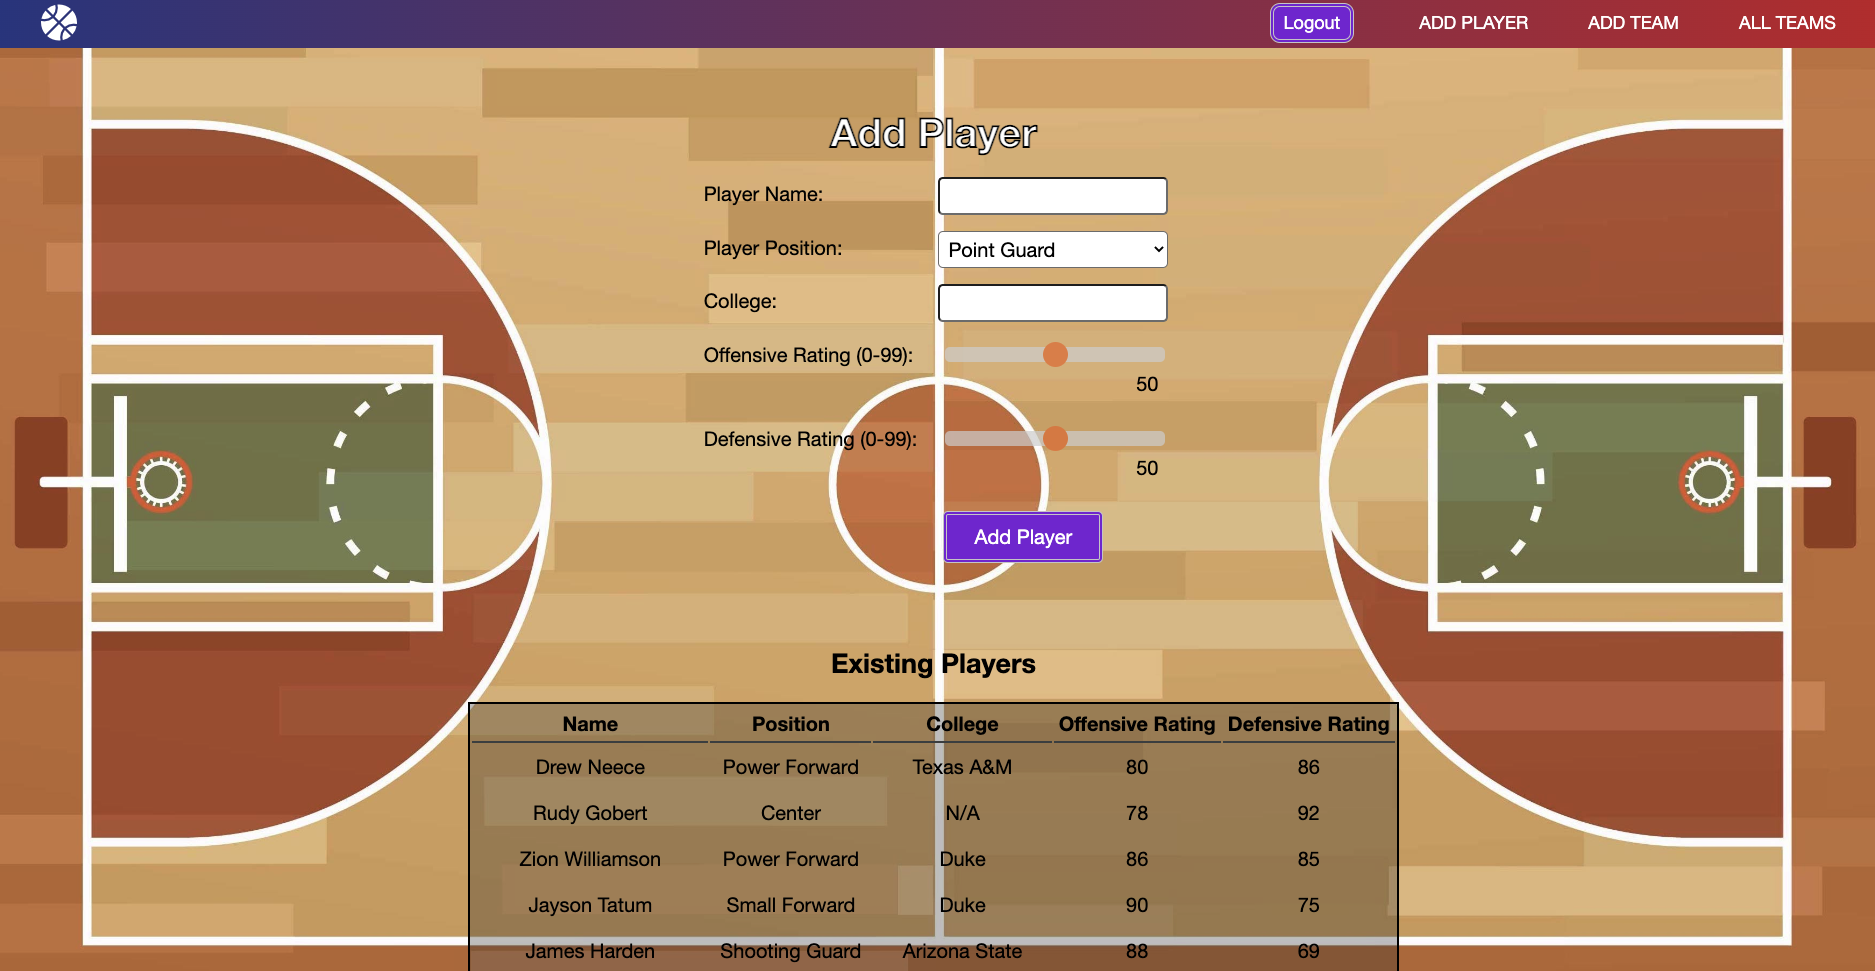 Logout ADD PLAYER ADD TEAM ALL TEAMS
Add Player
Player Name:
Player Position: Point Guard
College:
Offensive Rating (0-99):
50
Defensive Rating (0-99):
50
Add Player
Existing Players
Name Position College Offensive Rating Defensive Rating
Drew Neece Power Forward Texas A&M 80 86
Rudy Gobert Center N/A 78 92
Zion Williamson Power Forward Duke 86 85
Jayson Tatum Small Forward Duke 90 75
James Harden Shooting Guard Arizona State 88 69